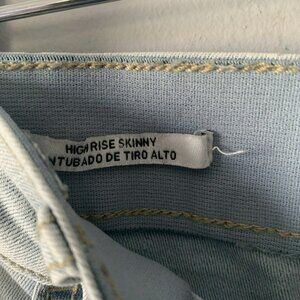 HIGH RISE SKINNY
NTUBADO DE TIRO ALTO